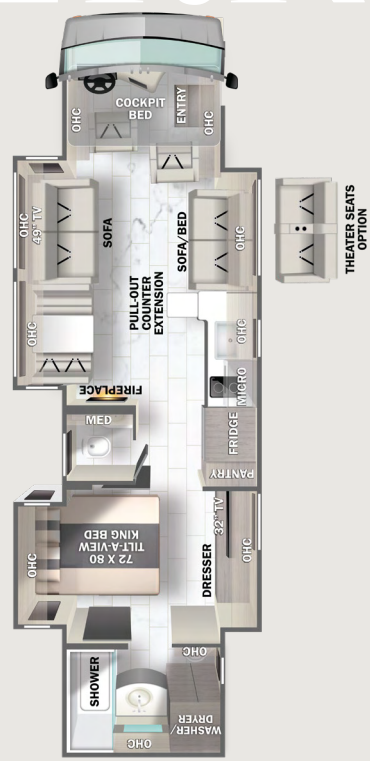 COCKPIT
BED
ENTRY
OHC
OHC
OHC
49" TV
SOFA
SOFA/BED
OHC
THEATER SEATS
OPTION
PULL-OUT
COUNTER
EXTENSION
OHC
OHC
FIREPLACE
MICRO
MED
FRIDGE
PANTRY
OHC
72 X 80
TILT-A-VIEW
KING BED
DRESSER
32" TV
OHC
SHOWER
OHC
WASHER/
DRYER
OHC